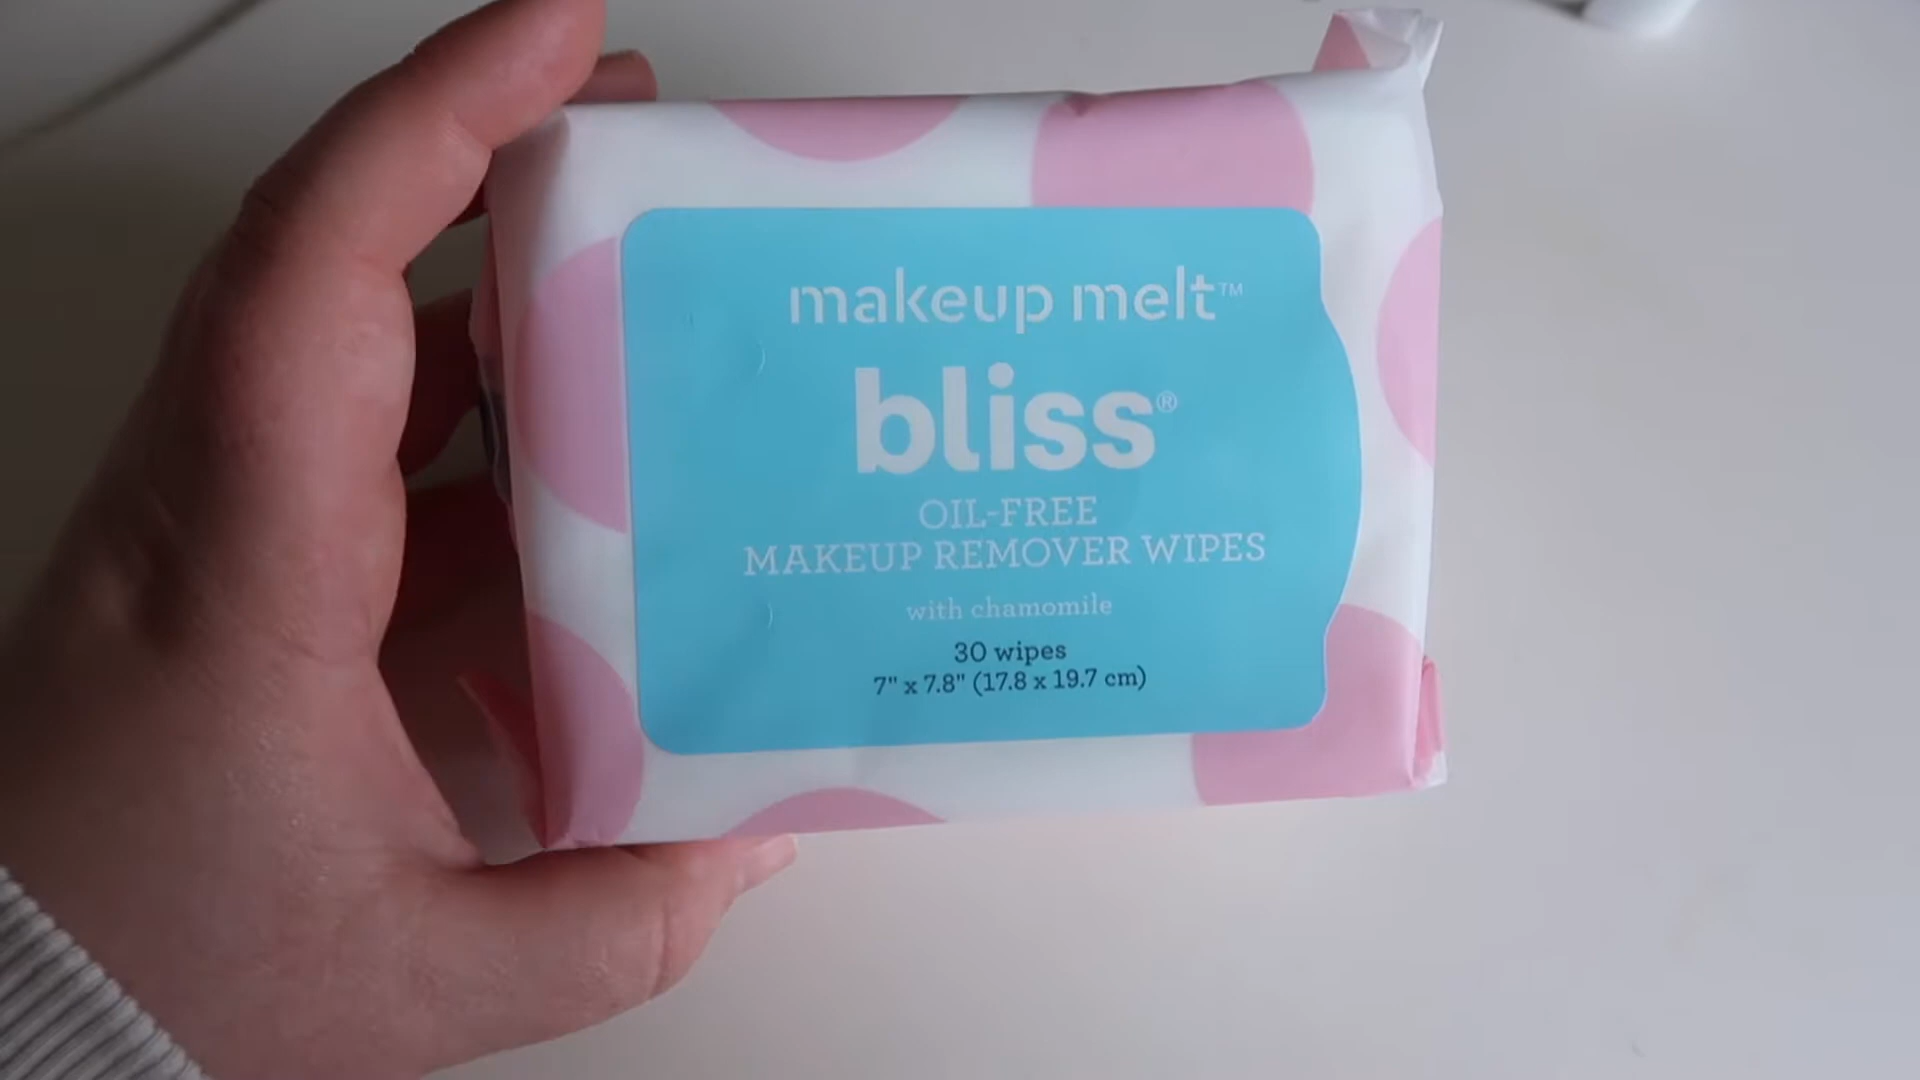 makeup melt™
bliss®
OIL-FREE
MAKEUP REMOVER WIPES
with chamomile
30 wipes
7" x 7.8" (17.8 x 19.7 cm)